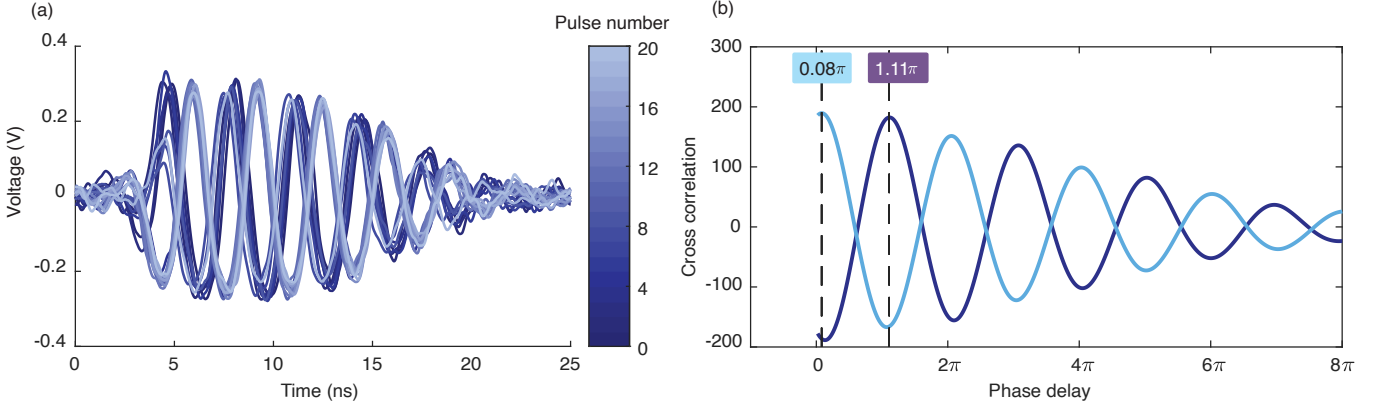 (a)
Pulse number
0.4
0.2
0
-0.2
-0.4
Voltage (V)
0
5
10
15
20
25
Time (ns)
20
16
12
8
4
0
(b)
300
200
100
0
-100
-200
Cross correlation
0.08π
1.11π
0
2π
4π
6π
8π
Phase delay